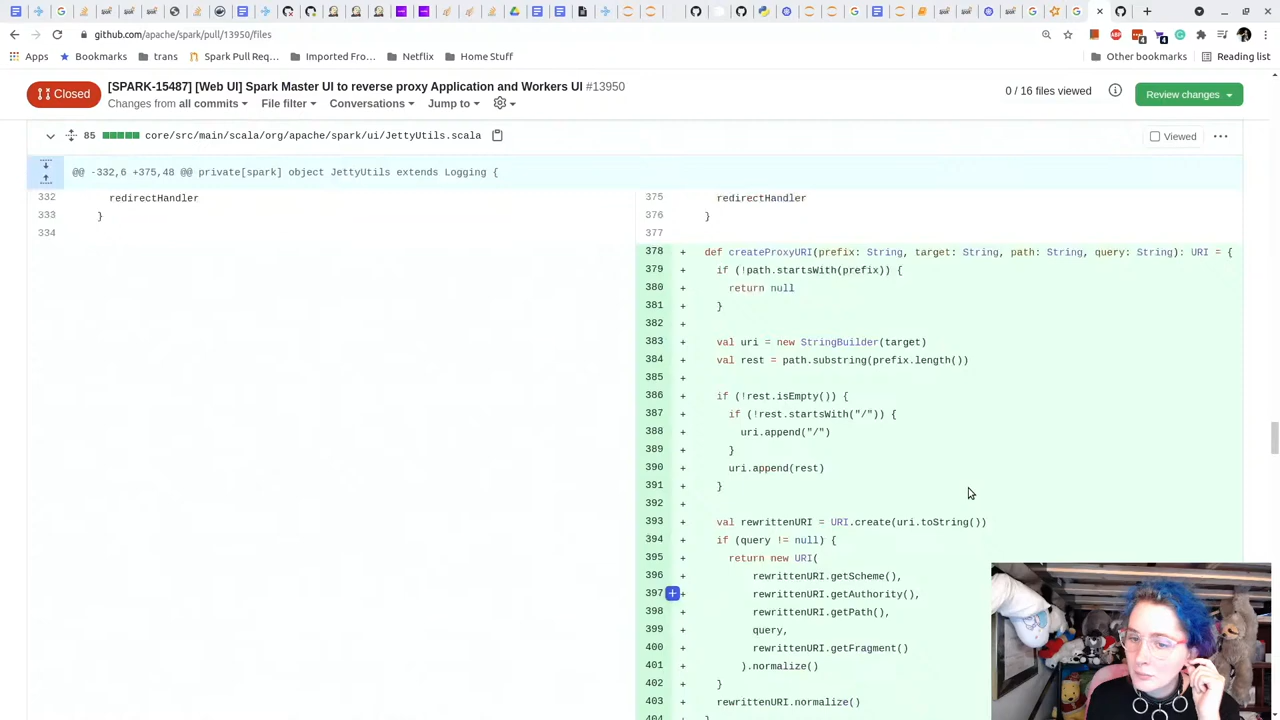 github.com/apache/spark/pull/13950/files
Apps
Bookmarks
trans
Spark Pull Req...
Imported Fro...
Netflix
Home Stuff
Other bookmarks
Reading list
Closed
[SPARK-15487] [Web UI] Spark Master UI to reverse proxy Application and Workers UI #13950
Changes from all commits
File filter
Conversations
Jump to
0 / 16 files viewed
Review changes
85 core/src/main/scala/org/apache/spark/ui/JettyUtils.scala
Viewed
@@ -332,6 +375,48 @@ private[spark] object JettyUtils extends Logging {
332 redirectHandler 375 redirectHandler
333 } 376 }
334 377
378 + def createProxyURI(prefix: String, target: String, path: String, query: String): URI = {
379 + if (!path.startsWith(prefix)) {
380 + return null
381 + }
382 +
383 + val uri = new StringBuilder(target)
384 + val rest = path.substring(prefix.length())
385 +
386 + if (!rest.isEmpty()) {
387 + if (!rest.startsWith("/")) {
388 + uri.append("/")
389 + }
390 + uri.append(rest)
391 + }
392 +
393 + val rewrittenURI = URI.create(uri.toString())
394 + if (query != null) {
395 + return new URI(
396 + rewrittenURI.getScheme(),
397 + rewrittenURI.getAuthority(),
398 + rewrittenURI.getPath(),
399 + query,
400 + rewrittenURI.getFragment()
401 + ).normalize()
402 + }
403 + rewrittenURI.normalize()